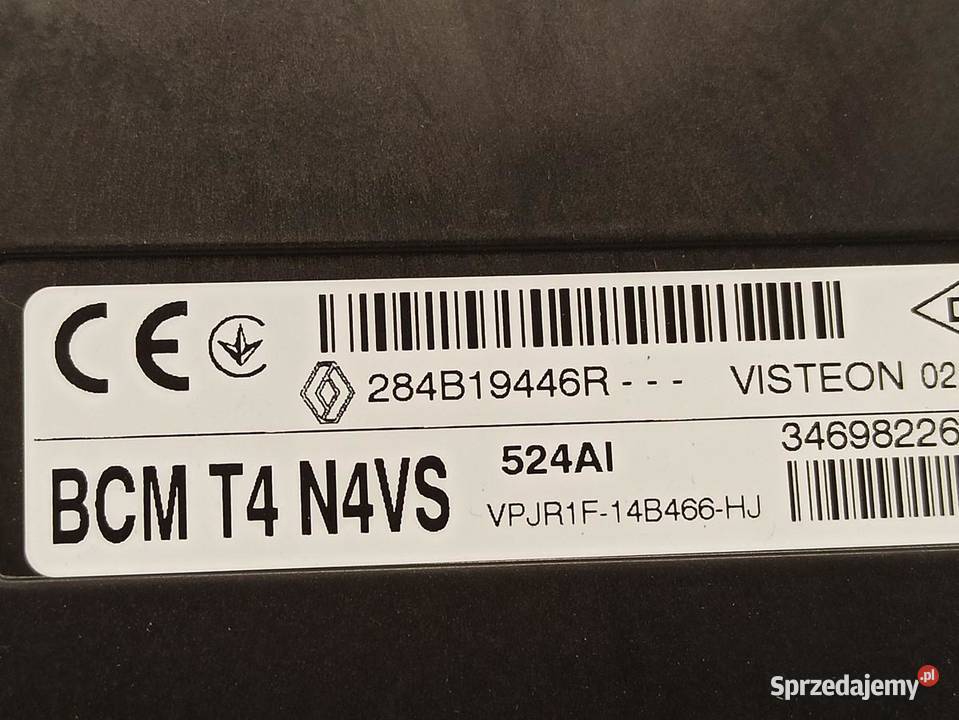 CE
284B19446R - - - VISTEON 02
BCM T4 N4VS
524AI
VPJR1F-14B466-HJ
34698226
Sprzedajemy.pl